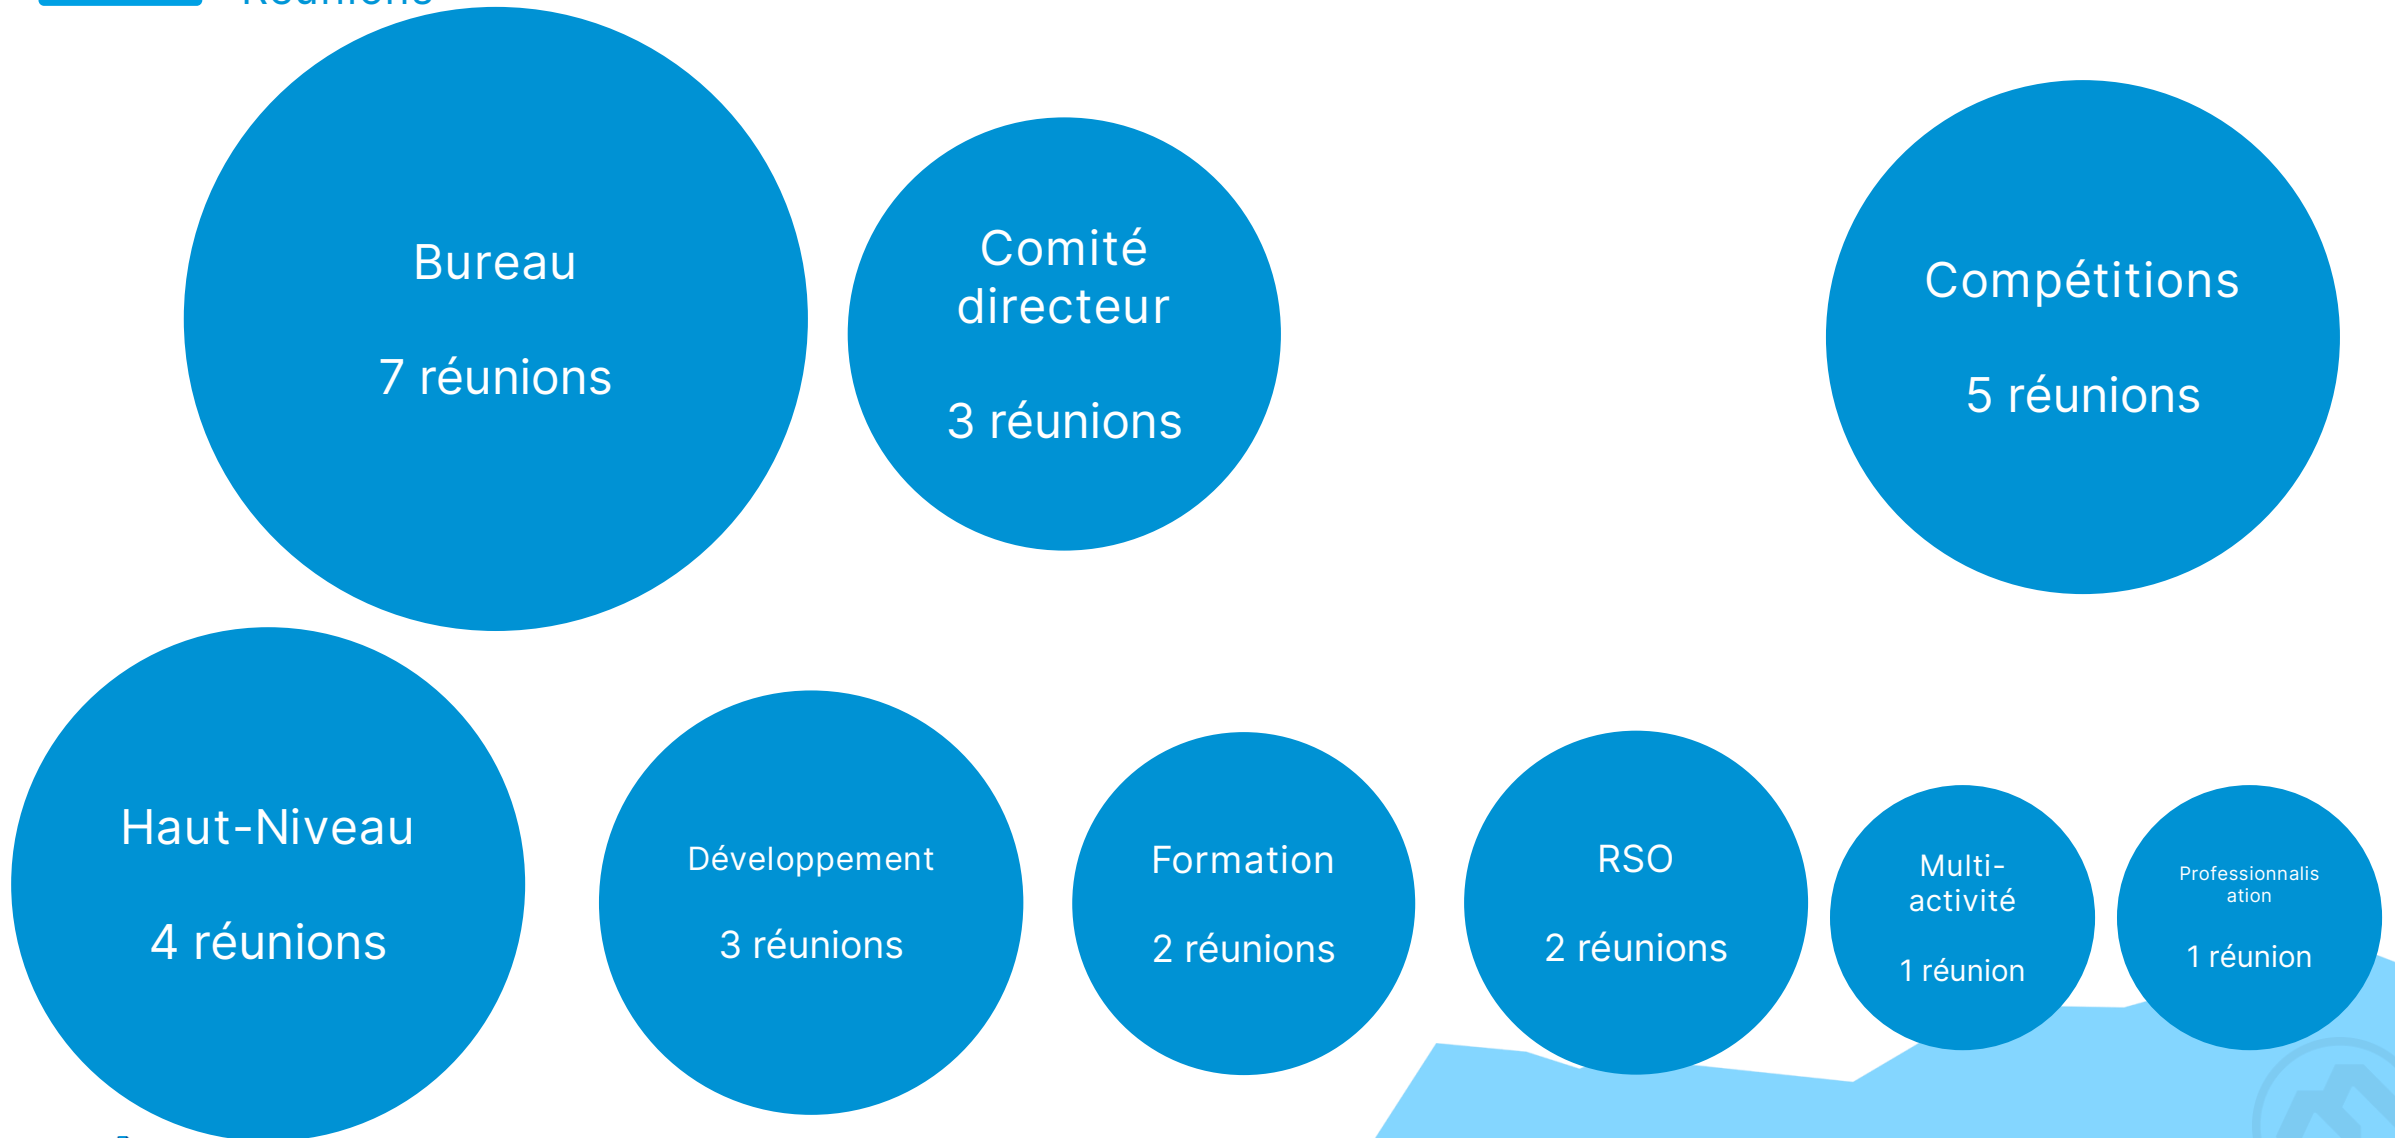 Réunions
Bureau
7 réunions
Comité
directeur
3 réunions
Compétitions
5 réunions
Haut-Niveau
4 réunions
Développement
3 réunions
Formation
2 réunions
RSO
2 réunions
Multi-
activité
1 réunion
Professionnalis
ation
1 réunion